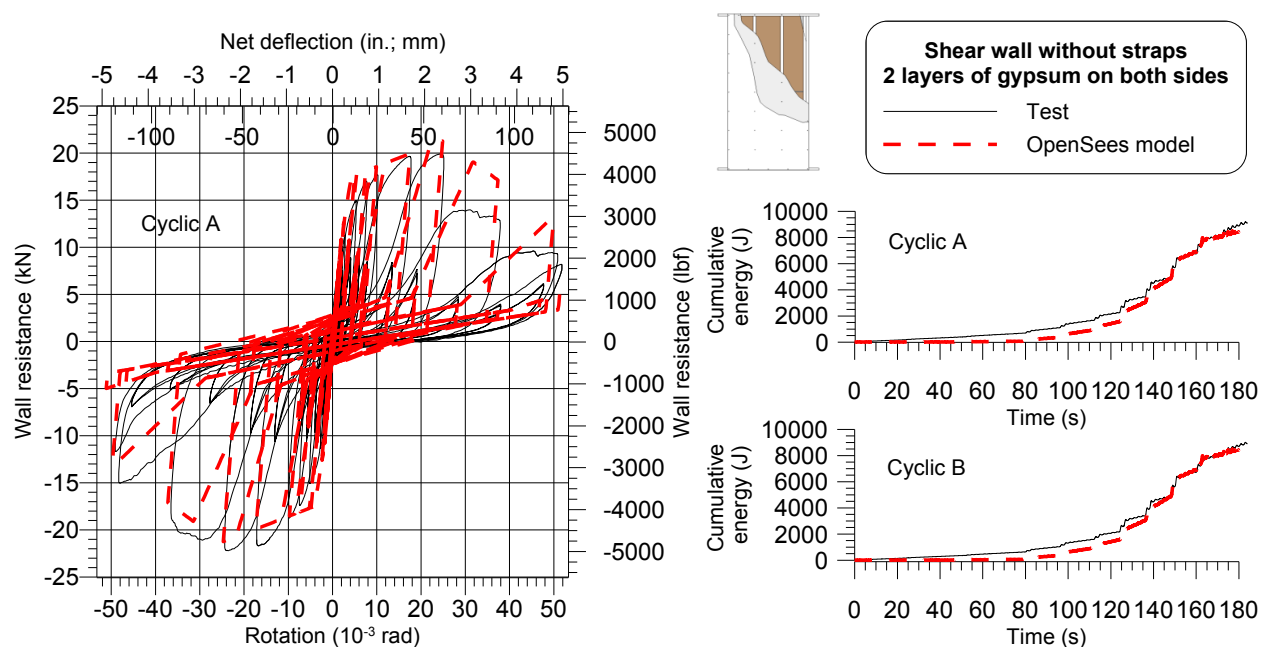 Net deflection (in.; mm)
-5 -4 -3 -2 -1 0 1 2 3 4 5
-100 -50 0 50 100
25
20
15
10
5
0
-5
-10
-15
-20
-25
Wall resistance (kN)
Cyclic A
5000
4000
3000
2000
1000
0
-1000
-2000
-3000
-4000
-5000
Wall resistance (lbf)
-50 -40 -30 -20 -10 0 10 20 30 40 50
Rotation (10-3 rad)
Shear wall without straps
2 layers of gypsum on both sides
Test
OpenSees model
10000
8000
6000
4000
2000
0
Cumulative
energy (J)
Cyclic A
0 20 40 60 80 100 120 140 160 180
Time (s)
10000
8000
6000
4000
2000
0
Cumulative
energy (J)
Cyclic B
0 20 40 60 80 100 120 140 160 180
Time (s)